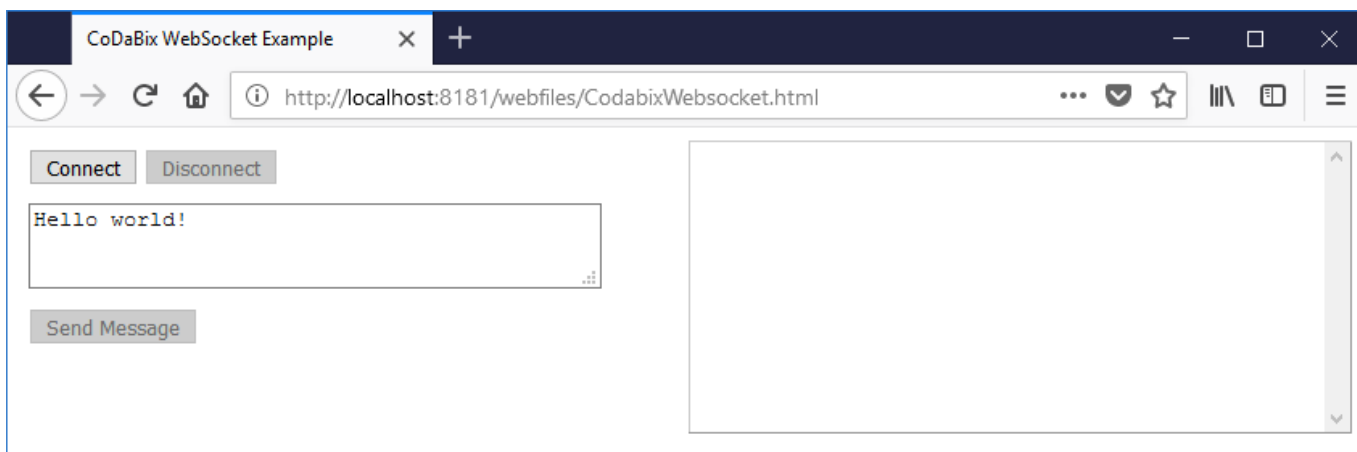 CoDaBix WebSocket Example
http://localhost:8181/webfiles/CodabixWebsocket.html
Connect Disconnect
Hello world!
Send Message